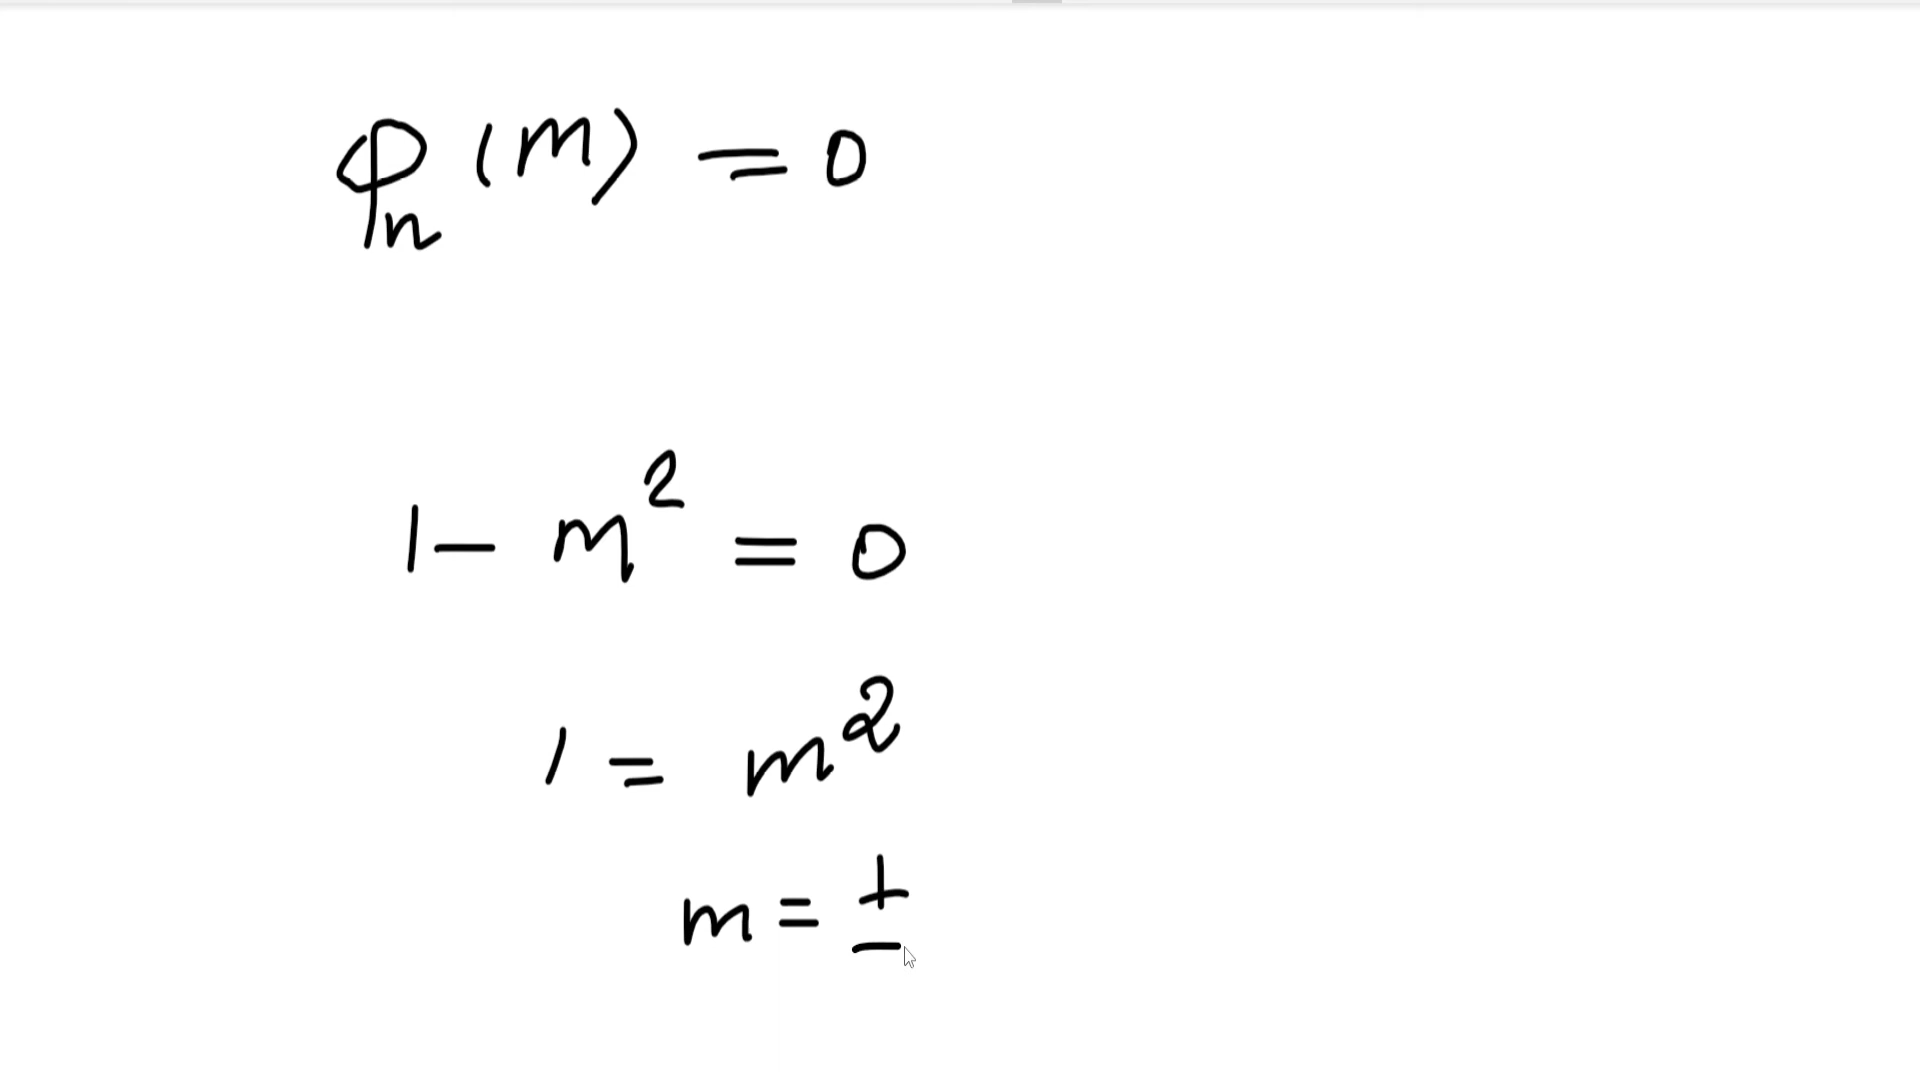 φₙ(m) = 0
1 - m² = 0
1 = m²
m = ±